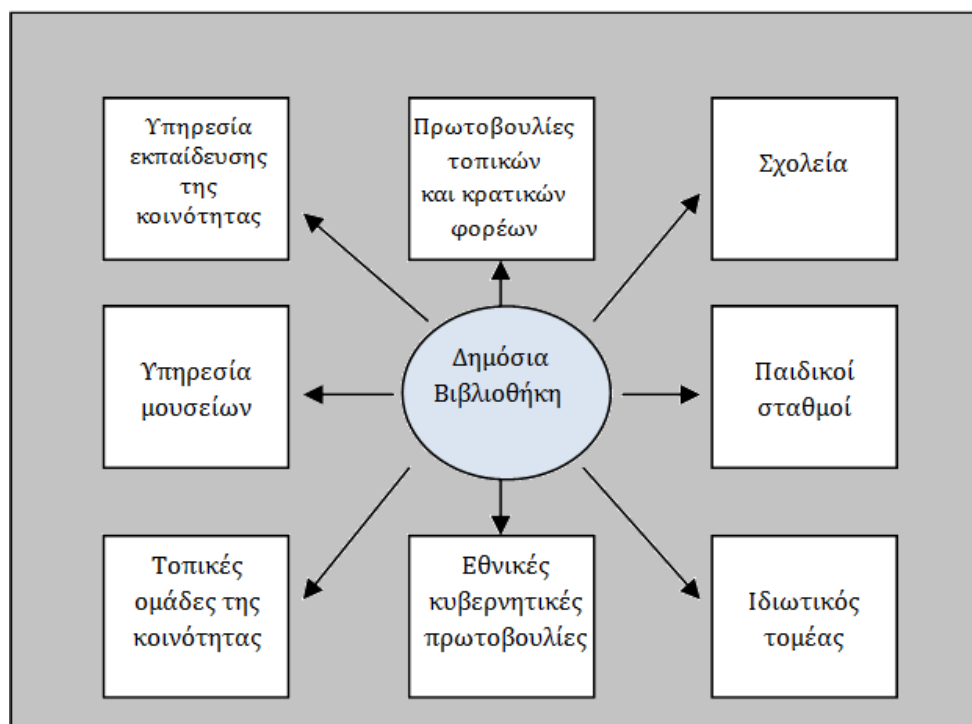 Υπηρεσία
εκπαίδευσης
της
κοινότητας
Πρωτοβουλίες
τοπικών
και κρατικών
φορέων
Σχολεία
Υπηρεσία
μουσείων
Δημόσια
Βιβλιοθήκη
Παιδικοί
σταθμοί
Τοπικές
ομάδες της
κοινότητας
Εθνικές
κυβερνητικές
πρωτοβουλίες
Ιδιωτικός
τομέας